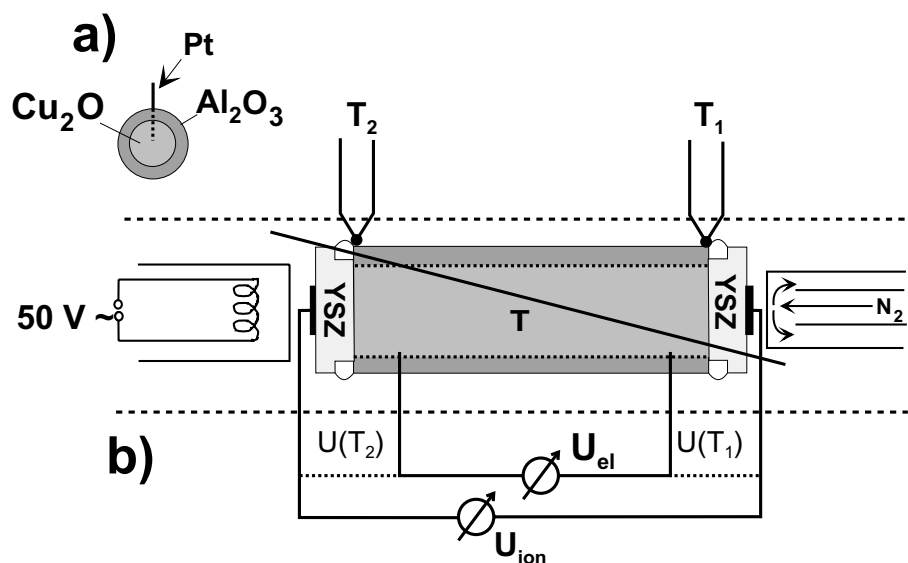 a)
Pt
Cu₂O
Al₂O₃
T₂
T₁
50 V ~
YSZ
T
YSZ
N₂
b)
U(T₂)
U(T₁)
Uel
Uion